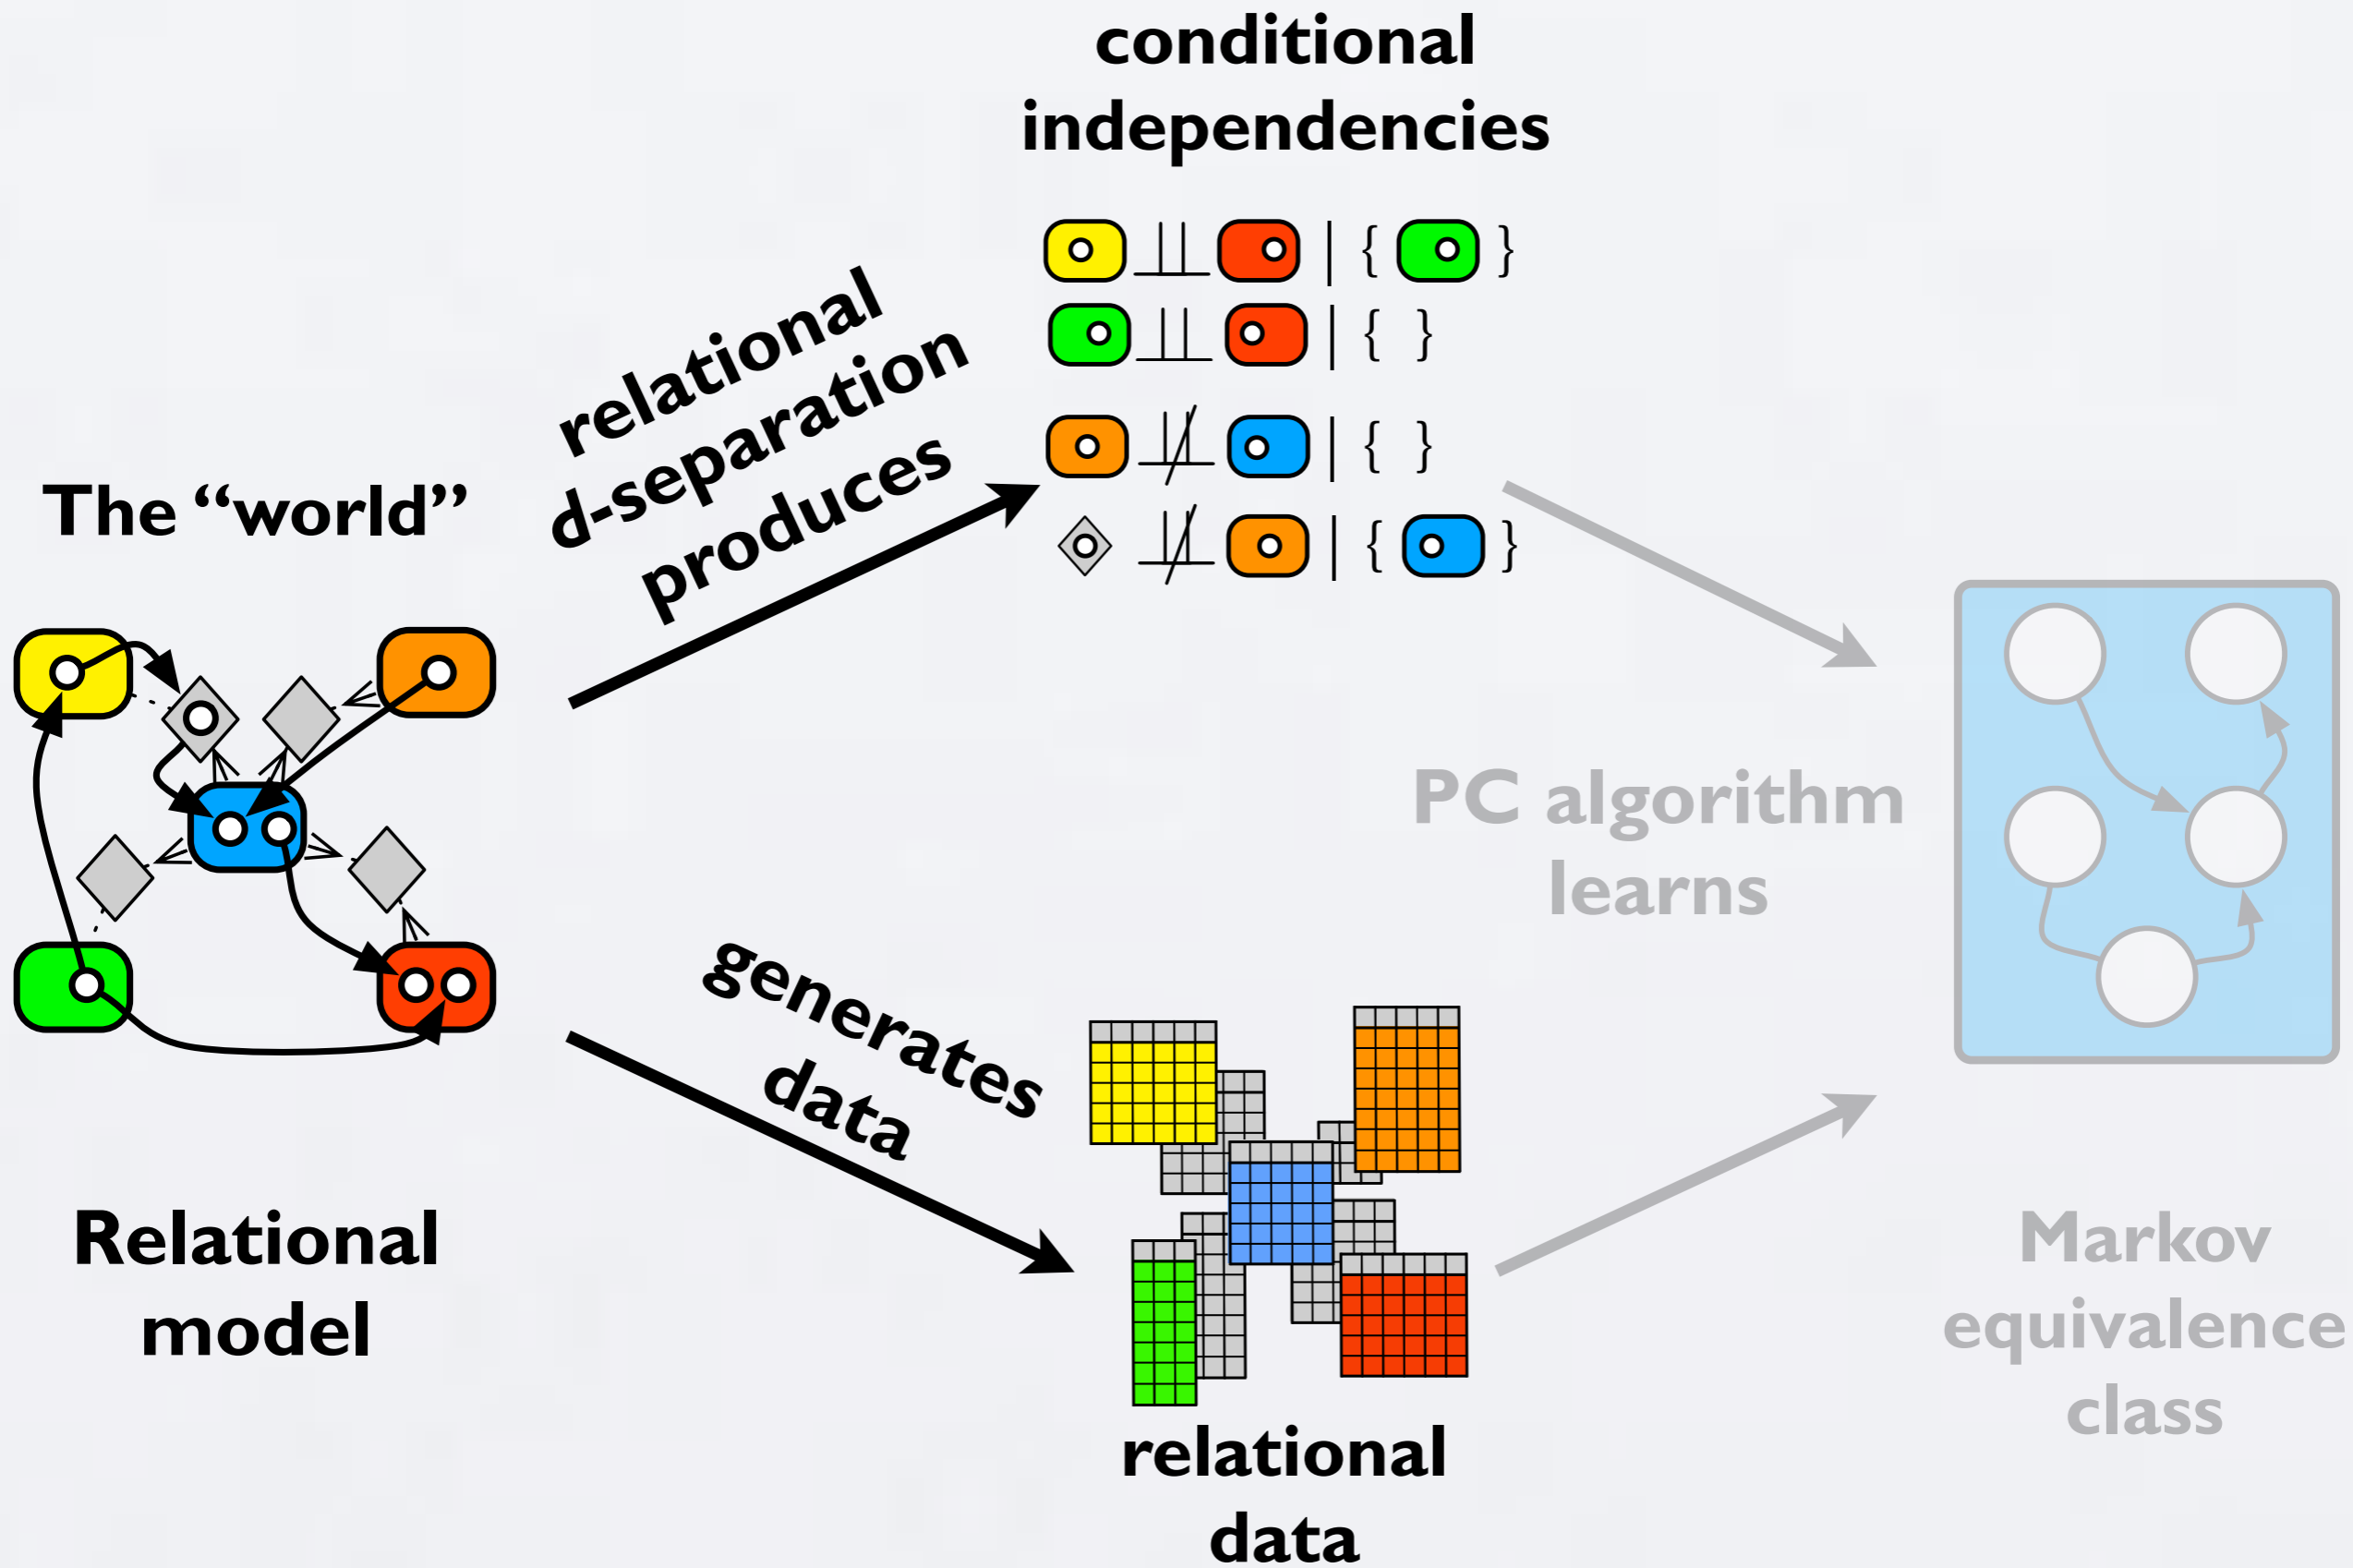 conditional
independencies
⫫ | { }
⫫ | { }
⫫̸ | { }
⫫̸ | { }
relational
d-separation
produces
The “world”
PC algorithm
learns
generates
data
Relational
model
Markov
equivalence
class
relational
data